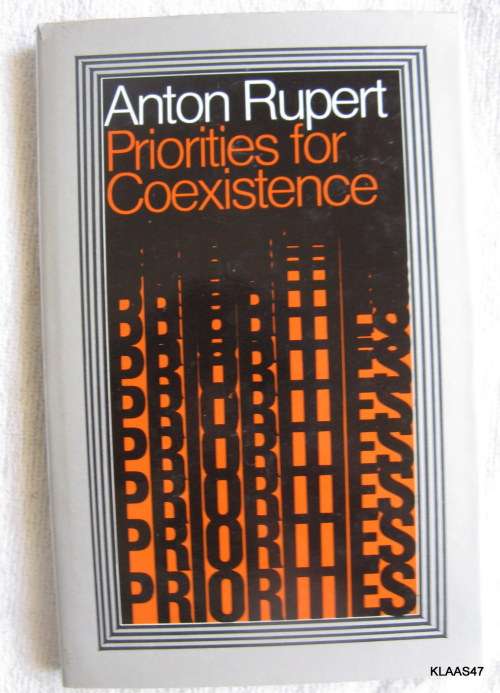 Anton Rupert
Priorities for
Coexistence
PRIORITIES
KLAAS47